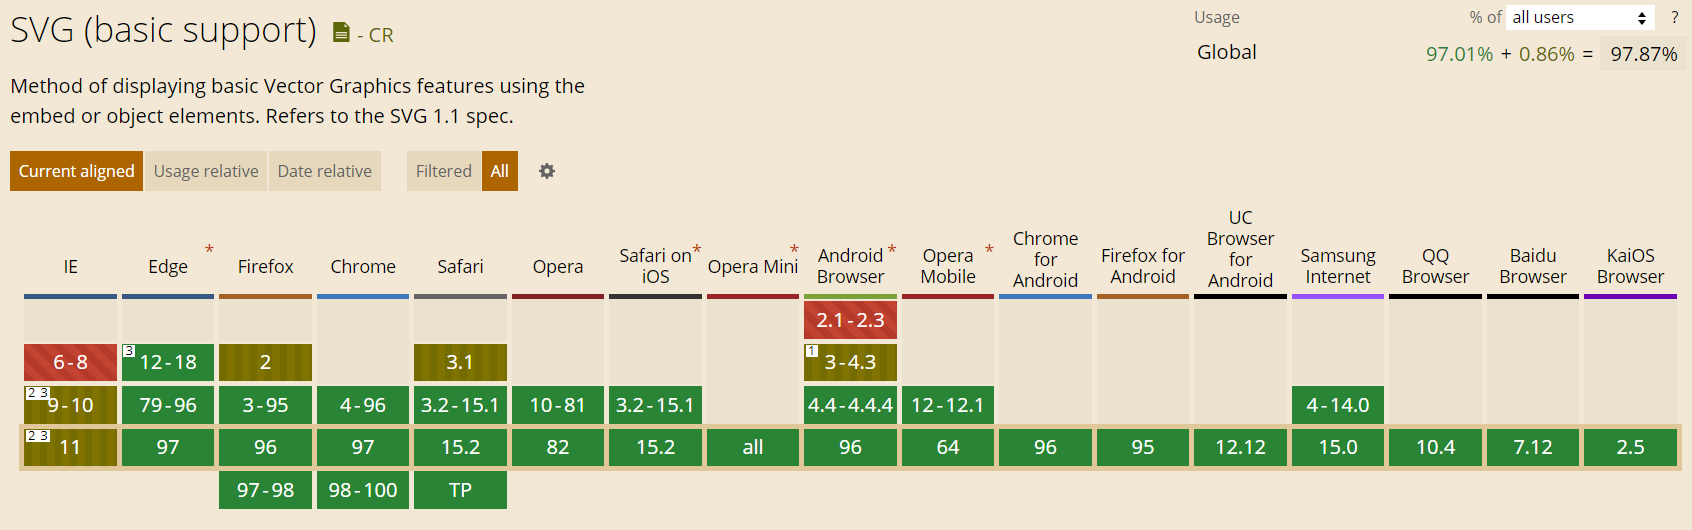 SVG (basic support) - CR
Usage % of all users ?
Global 97.01% + 0.86% = 97.87%
Method of displaying basic Vector Graphics features using the
embed or object elements. Refers to the SVG 1.1 spec.
Current aligned Usage relative Date relative Filtered All
IE
Edge *
Firefox
Chrome
Safari
Opera
Safari on *
iOS
Opera Mini *
Android *
Browser
Opera *
Mobile
Chrome
for
Android
Firefox for
Android
UC
Browser
for
Android
Samsung
Internet
QQ
Browser
Baidu
Browser
KaiOS
Browser
2.1-2.3
6-8 3 12-18 2 3.1 1 3-4.3
2 3 9-10 79-96 3-95 4-96 3.2-15.1 10-81 3.2-15.1 4.4-4.4.4 12-12.1 4-14.0
2 3 11 97 96 97 15.2 82 15.2 all 96 64 96 95 12.12 15.0 10.4 7.12 2.5
97-98 98-100 TP